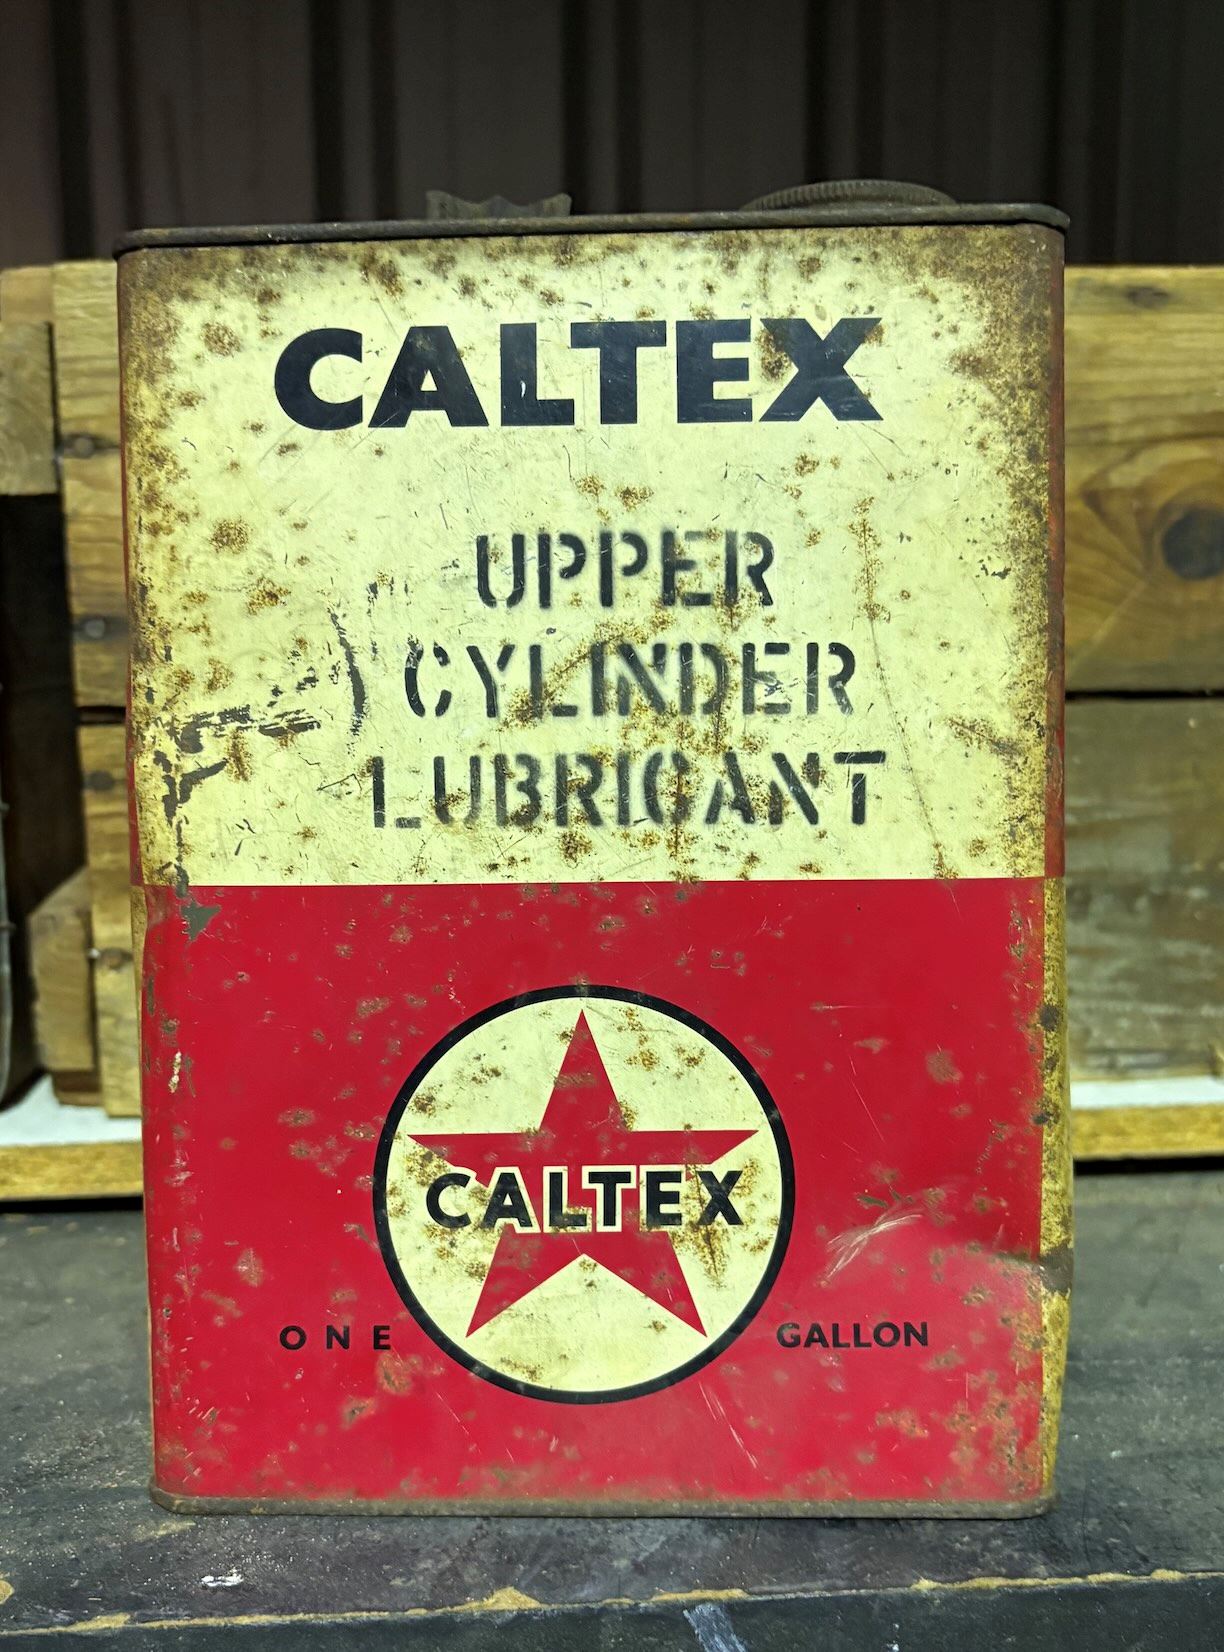 CALTEX
UPPER
CYLINDER
LUBRICANT
CALTEX
ONE GALLON